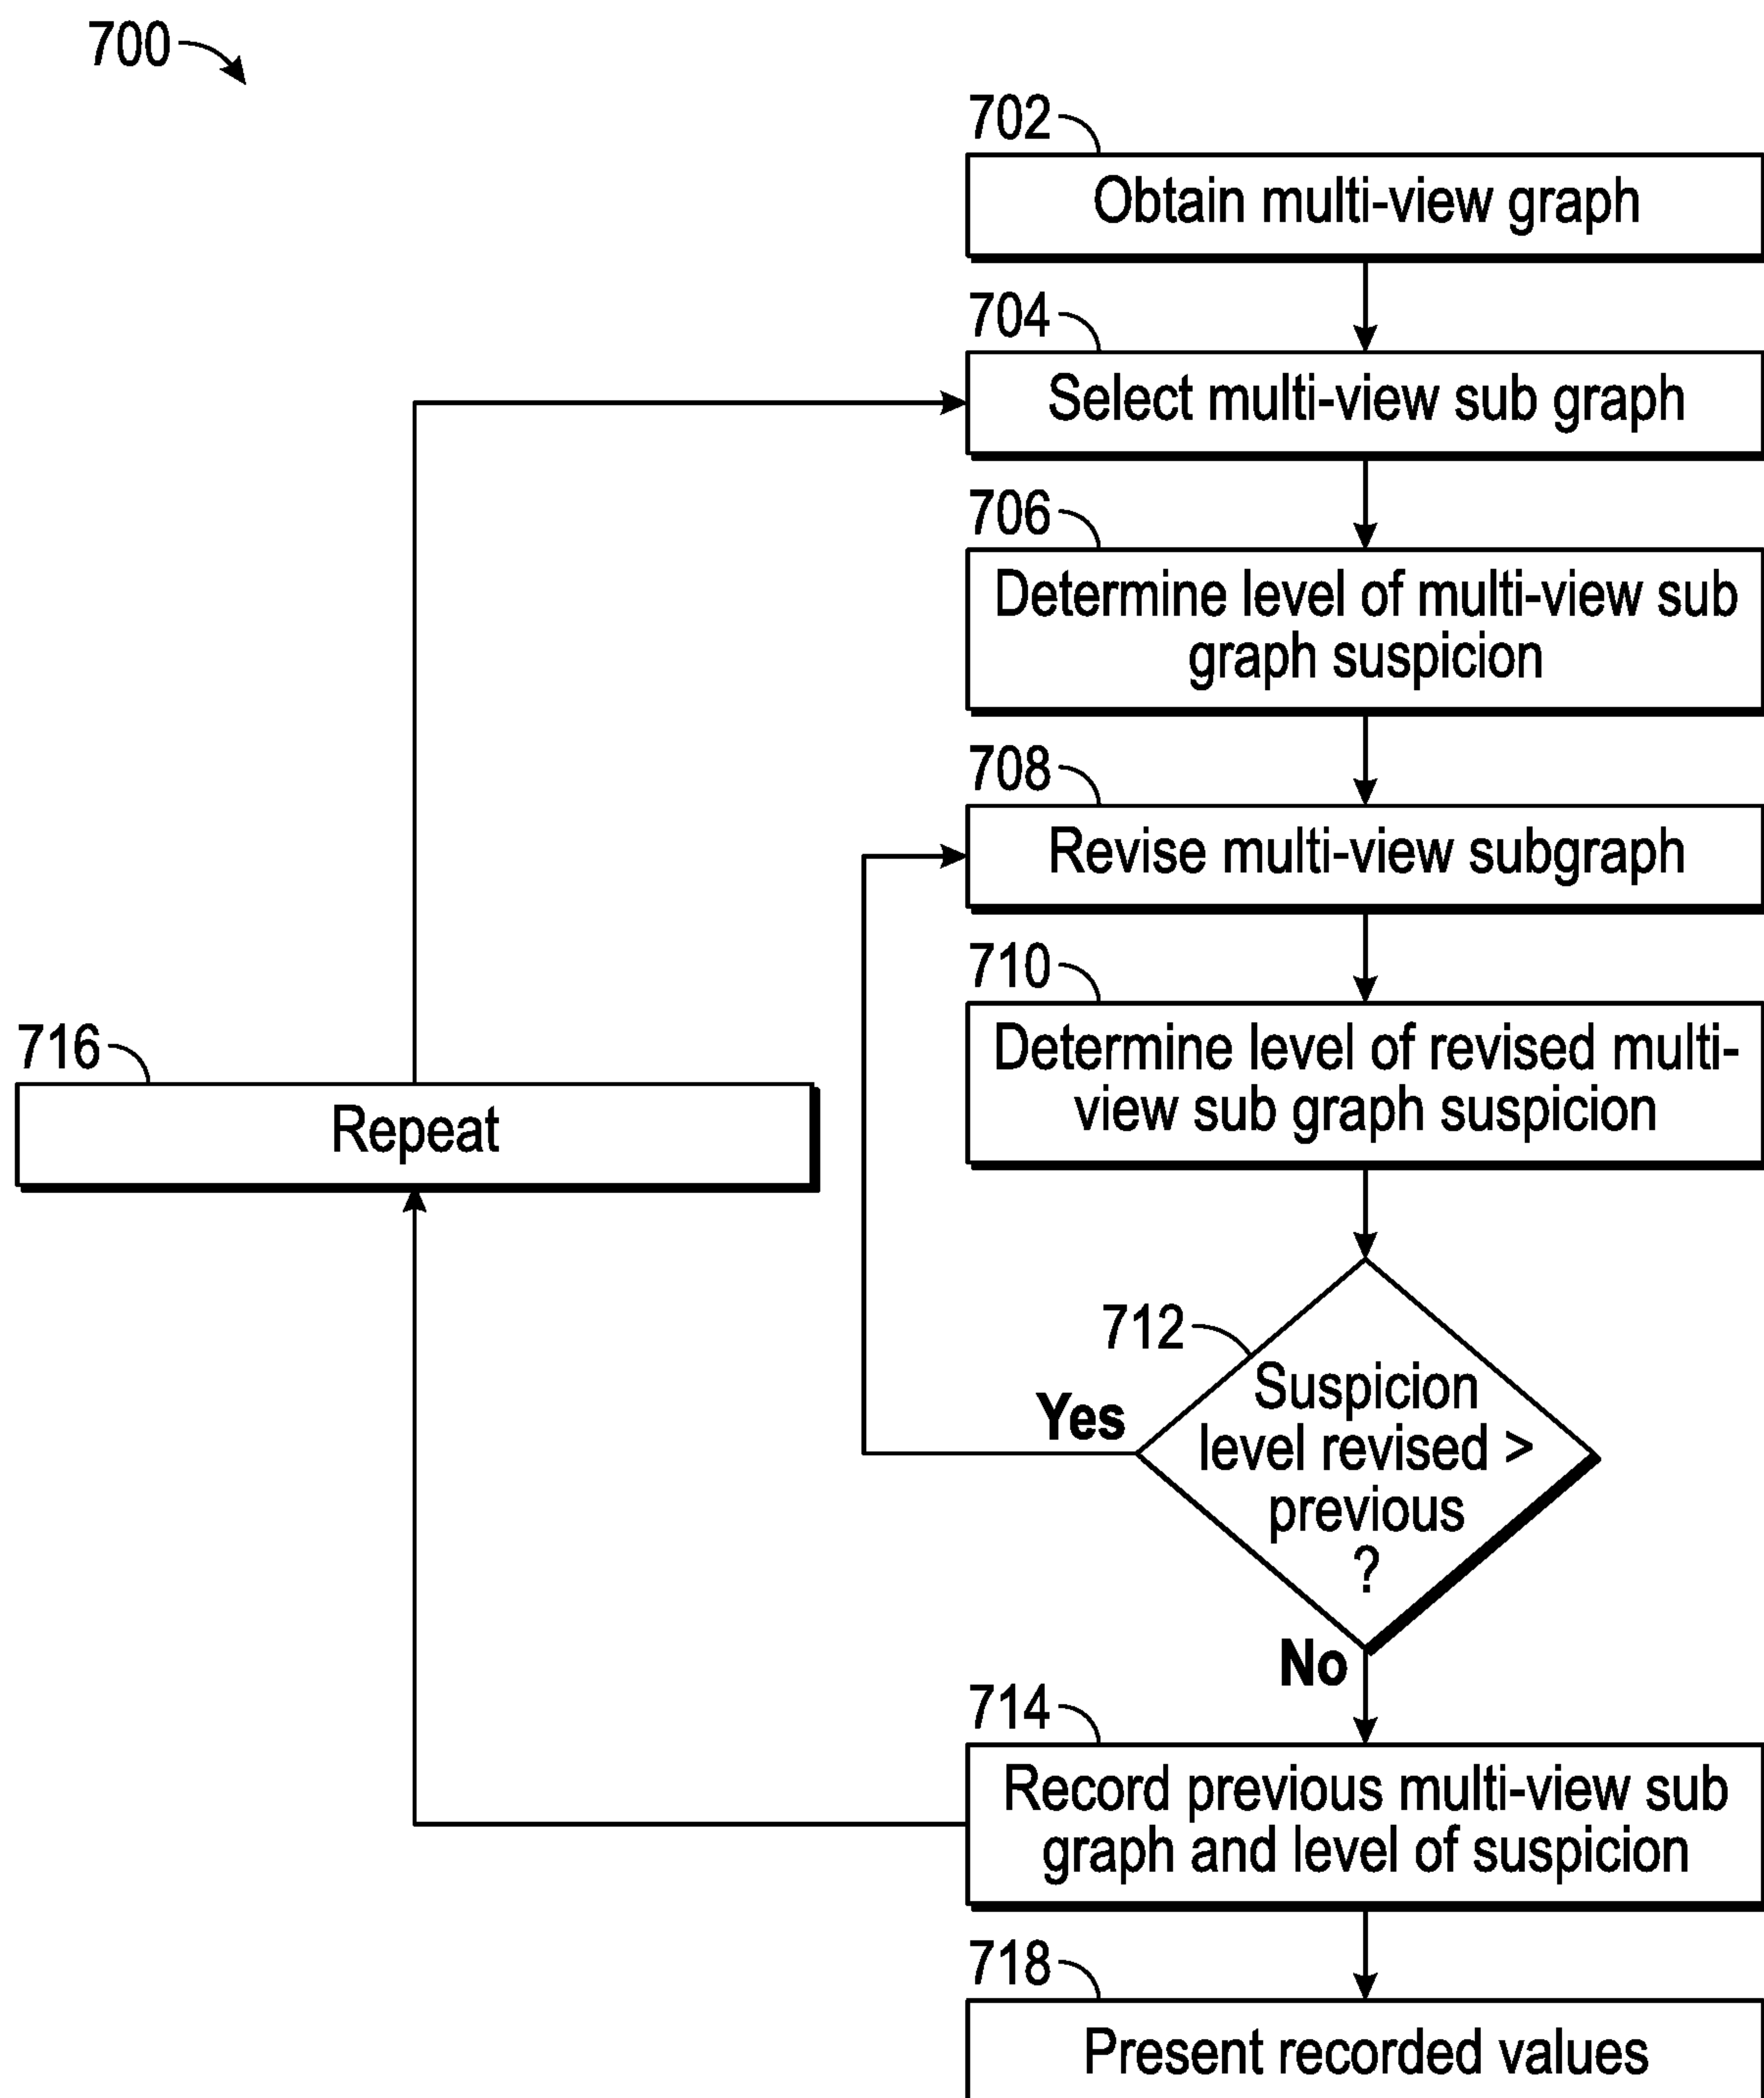 700
702
Obtain multi-view graph
704
Select multi-view sub graph
706
Determine level of multi-view sub
graph suspicion
708
Revise multi-view subgraph
710
Determine level of revised multi-
view sub graph suspicion
716
Repeat
712
Suspicion
level revised >
previous
?
Yes
No
714
Record previous multi-view sub
graph and level of suspicion
718
Present recorded values